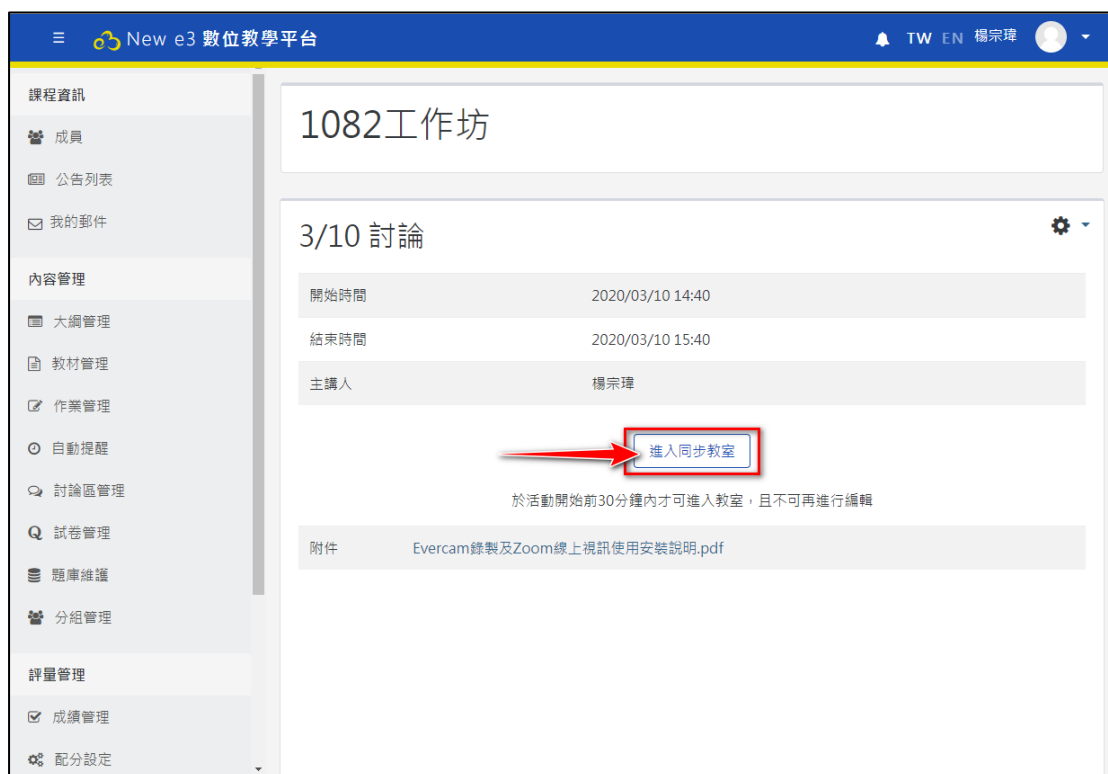 New e3 數位教學平台
TW EN 楊宗瑋
課程資訊
成員
公告列表
我的郵件
內容管理
大綱管理
教材管理
作業管理
自動提醒
討論區管理
試卷管理
題庫維護
分組管理
評量管理
成績管理
配分設定
1082工作坊
3/10 討論
開始時間 2020/03/10 14:40
結束時間 2020/03/10 15:40
主講人 楊宗瑋
進入同步教室
於活動開始前30分鐘內才可進入教室，且不可再進行編輯
附件 Evercam錄製及Zoom線上視訊使用安裝說明.pdf